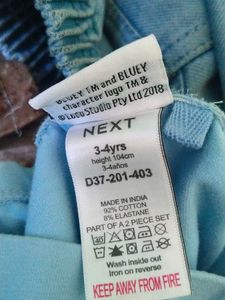 BLUEY TM and BLUEY
character logo TM &
© Ludo Studio Pty Ltd 2018
NEXT
3-4yrs
height 104cm
3-4años
D37-201-403
MADE IN INDIA
92% COTTON
8% ELASTANE
PART OF A 2 PIECE SET
Wash inside out
Iron on reverse
KEEP AWAY FROM FIRE